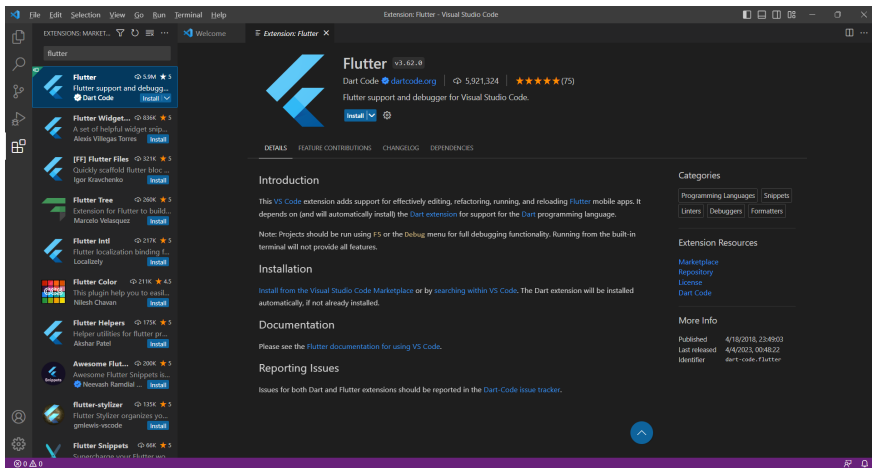 File Edit Selection View Go Run Terminal Help
Extension: Flutter - Visual Studio Code
EXTENSIONS: MARKET...
flutter
Flutter 5.9M ★ 5
Flutter support and debugg...
Dart Code Install
Flutter Widget... 836K ★ 5
A set of helpful widget snip...
Alexis Villegas Torres Install
[FF] Flutter Files 321K ★ 5
Quickly scaffold flutter bloc ...
Igor Kravchenko Install
Flutter Tree 260K ★ 5
Extension for Flutter to build...
Marcelo Velasquez Install
Flutter Intl 217K ★ 5
Flutter localization binding f...
Localizely Install
Flutter Color 211K ★ 4.5
This plugin help you to easil...
Nilesh Chavan Install
Flutter Helpers 175K ★ 5
Helper utilities for flutter pr...
Akshar Patel Install
Snippets
Awesome Flut... 200K ★ 5
Awesome Flutter Snippets is...
Neevash Ramdial ... Install
flutter-stylizer 135K ★ 5
Flutter Stylizer organizes yo...
gmlewis-vscode Install
Flutter Snippets 66K ★ 5
Supercharge your Flutter wo...
Welcome
Extension: Flutter
Flutter v3.62.0
Dart Code dartcode.org | 5,921,324 | ★★★★★ (75)
Flutter support and debugger for Visual Studio Code.
Install
DETAILS FEATURE CONTRIBUTIONS CHANGELOG DEPENDENCIES
Introduction
This VS Code extension adds support for effectively editing, refactoring, running, and reloading Flutter mobile apps. It
depends on (and will automatically install) the Dart extension for support for the Dart programming language.
Note: Projects should be run using F5 or the Debug menu for full debugging functionality. Running from the built-in
terminal will not provide all features.
Installation
Install from the Visual Studio Code Marketplace or by searching within VS Code. The Dart extension will be installed
automatically, if not already installed.
Documentation
Please see the Flutter documentation for using VS Code.
Reporting Issues
Issues for both Dart and Flutter extensions should be reported in the Dart-Code issue tracker.
Categories
Programming Languages Snippets
Linters Debuggers Formatters
Extension Resources
Marketplace
Repository
License
Dart Code
More Info
Published 4/18/2018, 23:49:03
Last released 4/4/2023, 00:48:22
Identifier dart-code.flutter
0 0